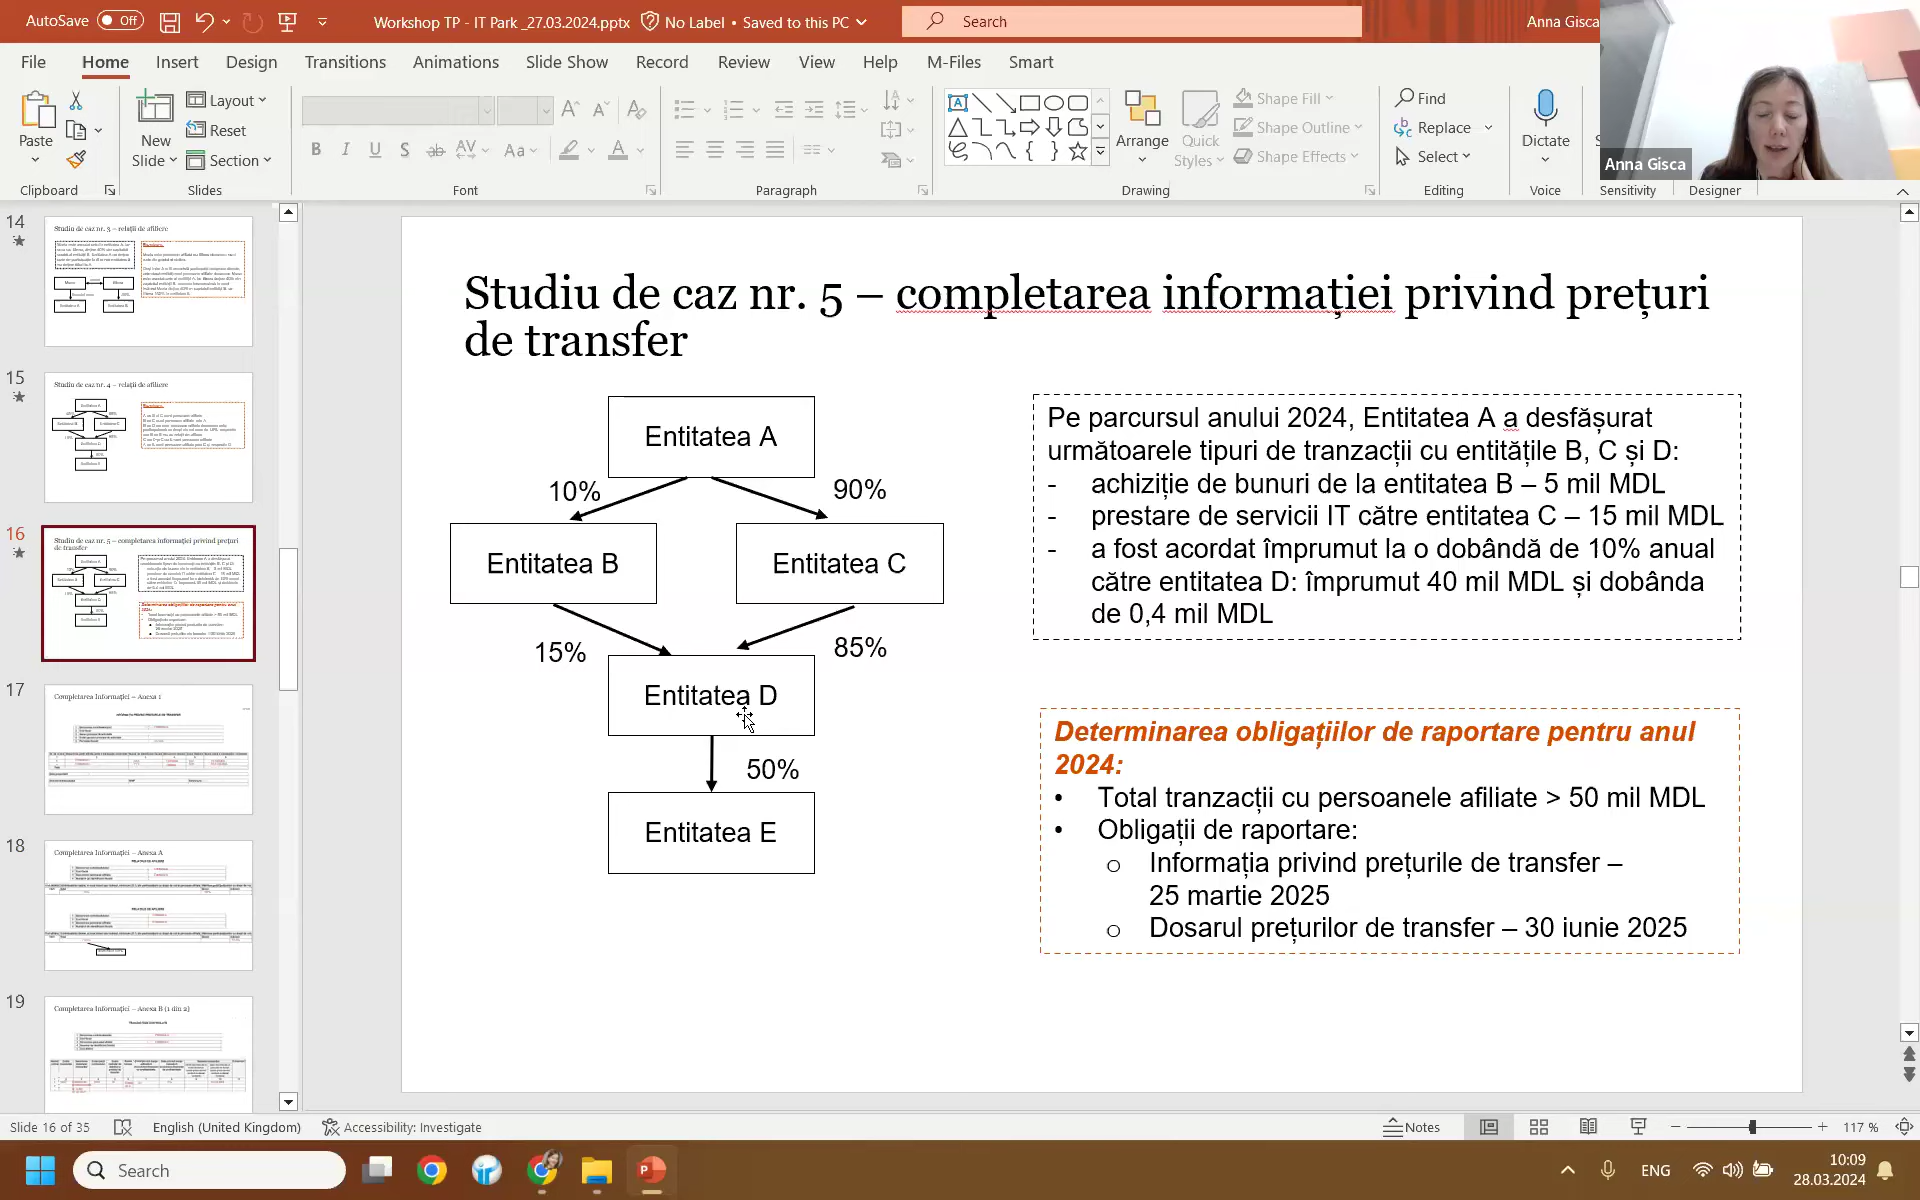 AutoSave Off Workshop TP - IT Park _27.03.2024.pptx No Label • Saved to this PC Search Anna Gisca
File Home Insert Design Transitions Animations Slide Show Record Review View Help M-Files Smart
Paste New Slide Layout Reset Section
B I U S ab AV Aa A
Arrange Quick Styles Shape Fill Shape Outline Shape Effects
Find Replace Select Dictate
Anna Gisca
Clipboard Slides Font Paragraph Drawing Editing Voice Sensitivity Designer
14
Studiu de caz nr. 3 – relații de afiliere
15
Studiu de caz nr. 4 – relații de afiliere
16
Studiu de caz nr. 5 – completarea informației privind prețuri
de transfer
17
Completarea Informației – Anexa 1
18
Completarea Informației – Anexa A
19
Completarea Informației – Anexa B (1 din 2)
Studiu de caz nr. 5 – completarea informației privind prețuri
de transfer
Entitatea A
10% 90%
Entitatea B Entitatea C
15% 85%
Entitatea D
50%
Entitatea E
Pe parcursul anului 2024, Entitatea A a desfășurat
următoarele tipuri de tranzacții cu entitățile B, C și D:
- achiziție de bunuri de la entitatea B – 5 mil MDL
- prestare de servicii IT către entitatea C – 15 mil MDL
- a fost acordat împrumut la o dobândă de 10% anual
către entitatea D: împrumut 40 mil MDL și dobânda
de 0,4 mil MDL
Determinarea obligațiilor de raportare pentru anul
2024:
• Total tranzacții cu persoanele afiliate > 50 mil MDL
• Obligații de raportare:
o Informația privind prețurile de transfer –
25 martie 2025
o Dosarul prețurilor de transfer – 30 iunie 2025
Slide 16 of 35 English (United Kingdom) Accessibility: Investigate Notes 117 %
Search ENG 10:09
28.03.2024